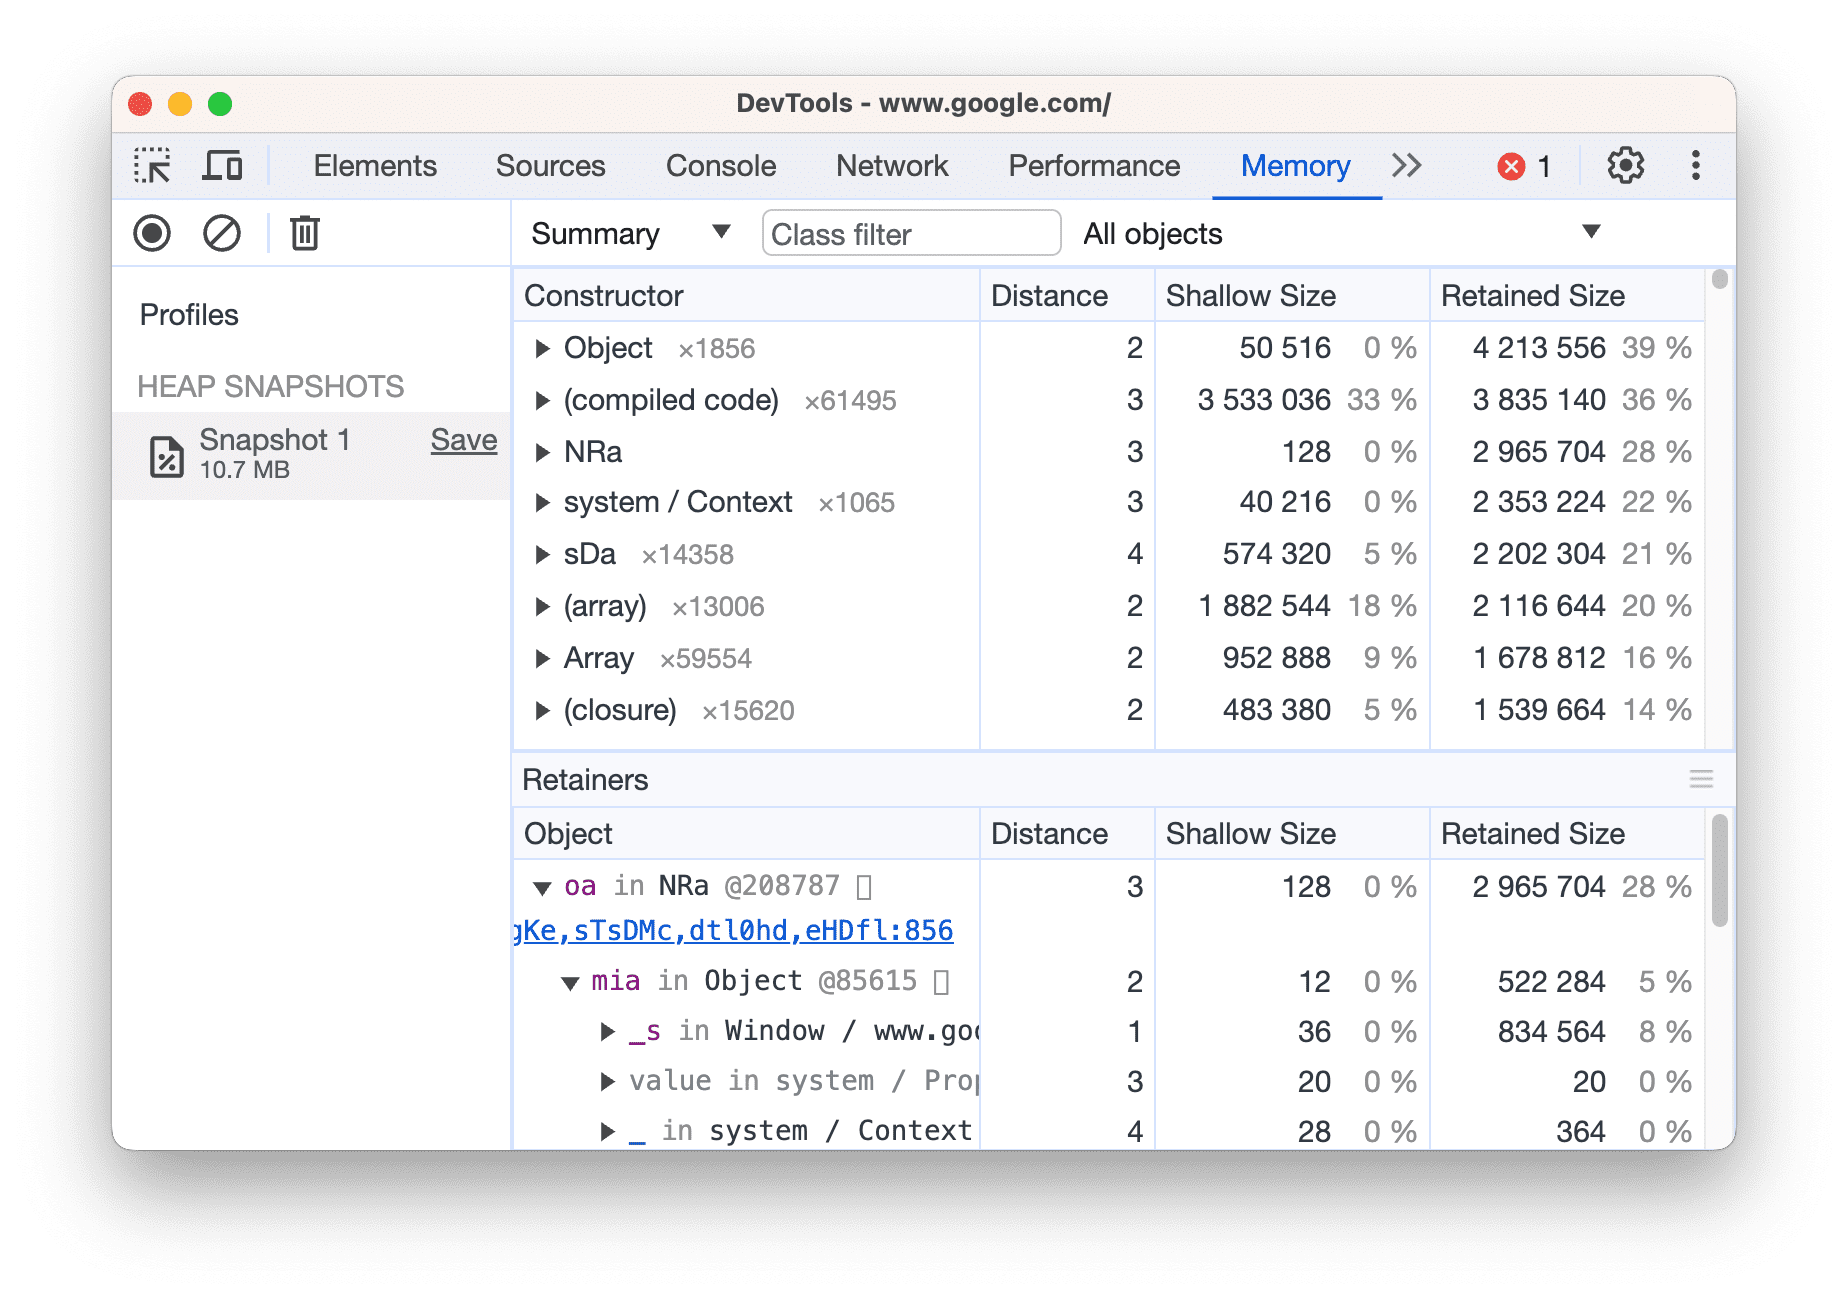 DevTools - www.google.com/
Elements Sources Console Network Performance Memory 1
Summary Class filter All objects
Profiles
HEAP SNAPSHOTS
Snapshot 1 Save
10.7 MB
Constructor Distance Shallow Size Retained Size
Object ×1856 2 50 516 0 % 4 213 556 39 %
(compiled code) ×61495 3 3 533 036 33 % 3 835 140 36 %
NRa 3 128 0 % 2 965 704 28 %
system / Context ×1065 3 40 216 0 % 2 353 224 22 %
sDa ×14358 4 574 320 5 % 2 202 304 21 %
(array) ×13006 2 1 882 544 18 % 2 116 644 20 %
Array ×59554 2 952 888 9 % 1 678 812 16 %
(closure) ×15620 2 483 380 5 % 1 539 664 14 %
Retainers
Object Distance Shallow Size Retained Size
oa in NRa @208787 3 128 0 % 2 965 704 28 %
gKe,sTsDMc,dtl0hd,eHDfl:856
mia in Object @85615 2 12 0 % 522 284 5 %
_s in Window / www.goo 1 36 0 % 834 564 8 %
value in system / Prop 3 20 0 % 20 0 %
_ in system / Context 4 28 0 % 364 0 %